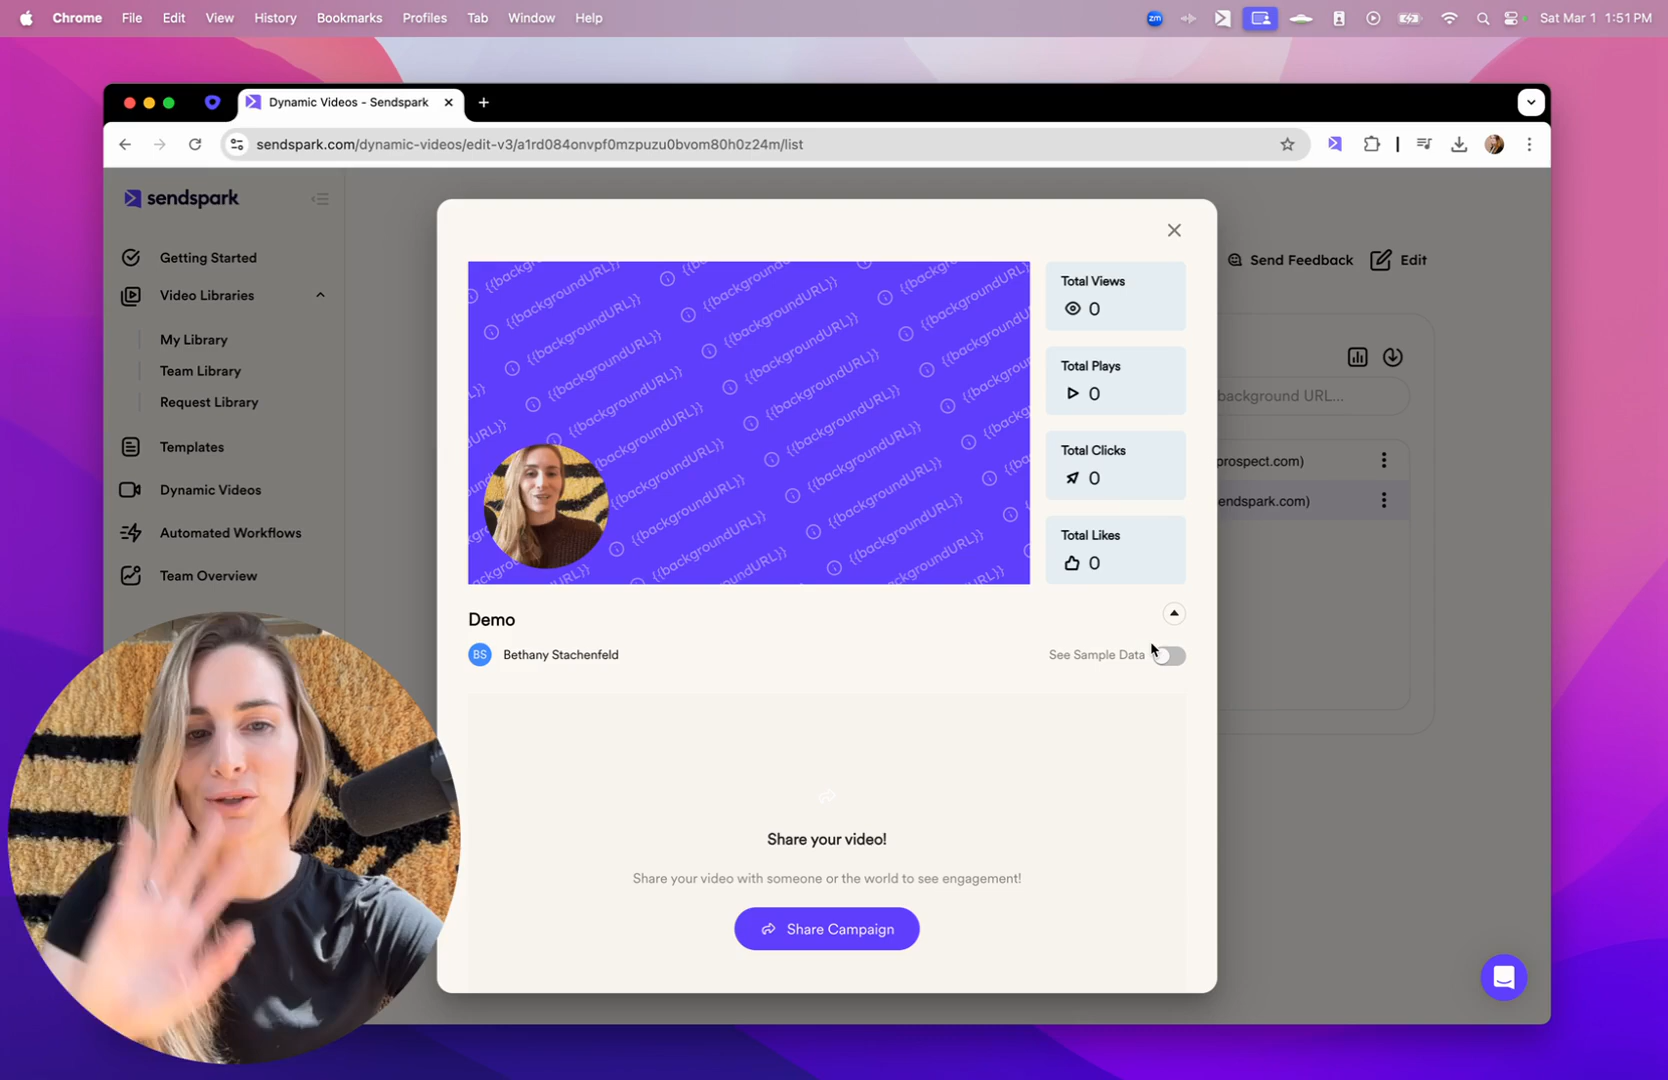 Chrome File Edit View History Bookmarks Profiles Tab Window Help
zm
Sat Mar 1 1:51 PM
Dynamic Videos - Sendspark
sendspark.com/dynamic-videos/edit-v3/a1rd084onvpf0mzpuzu0bvom80h0z24m/list
sendspark
Getting Started
Video Libraries
My Library
Team Library
Request Library
Templates
Dynamic Videos
Automated Workflows
Team Overview
Send Feedback
Edit
background URL...
prospect.com)
endspark.com)
{{backgroundURL}}
Total Views
0
Total Plays
0
Total Clicks
0
Total Likes
0
Demo
BS
Bethany Stachenfeld
See Sample Data
Share your video!
Share your video with someone or the world to see engagement!
Share Campaign